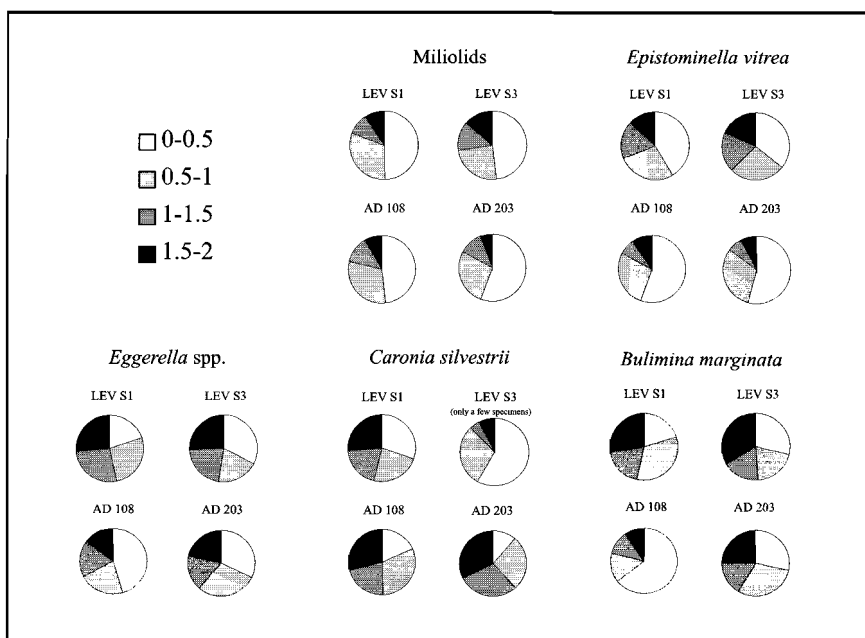 Miliolids
Epistominella vitrea
LEV S1
LEV S3
LEV S1
LEV S3
0-0.5
0.5-1
1-1.5
1.5-2
AD 108
AD 203
AD 108
AD 203
Eggerella spp.
Caronia silvestrii
Bulimina marginata
LEV S1
LEV S3
LEV S1
LEV S3
(only a few specimens)
LEV S1
LEV S3
AD 108
AD 203
AD 108
AD 203
AD 108
AD 203